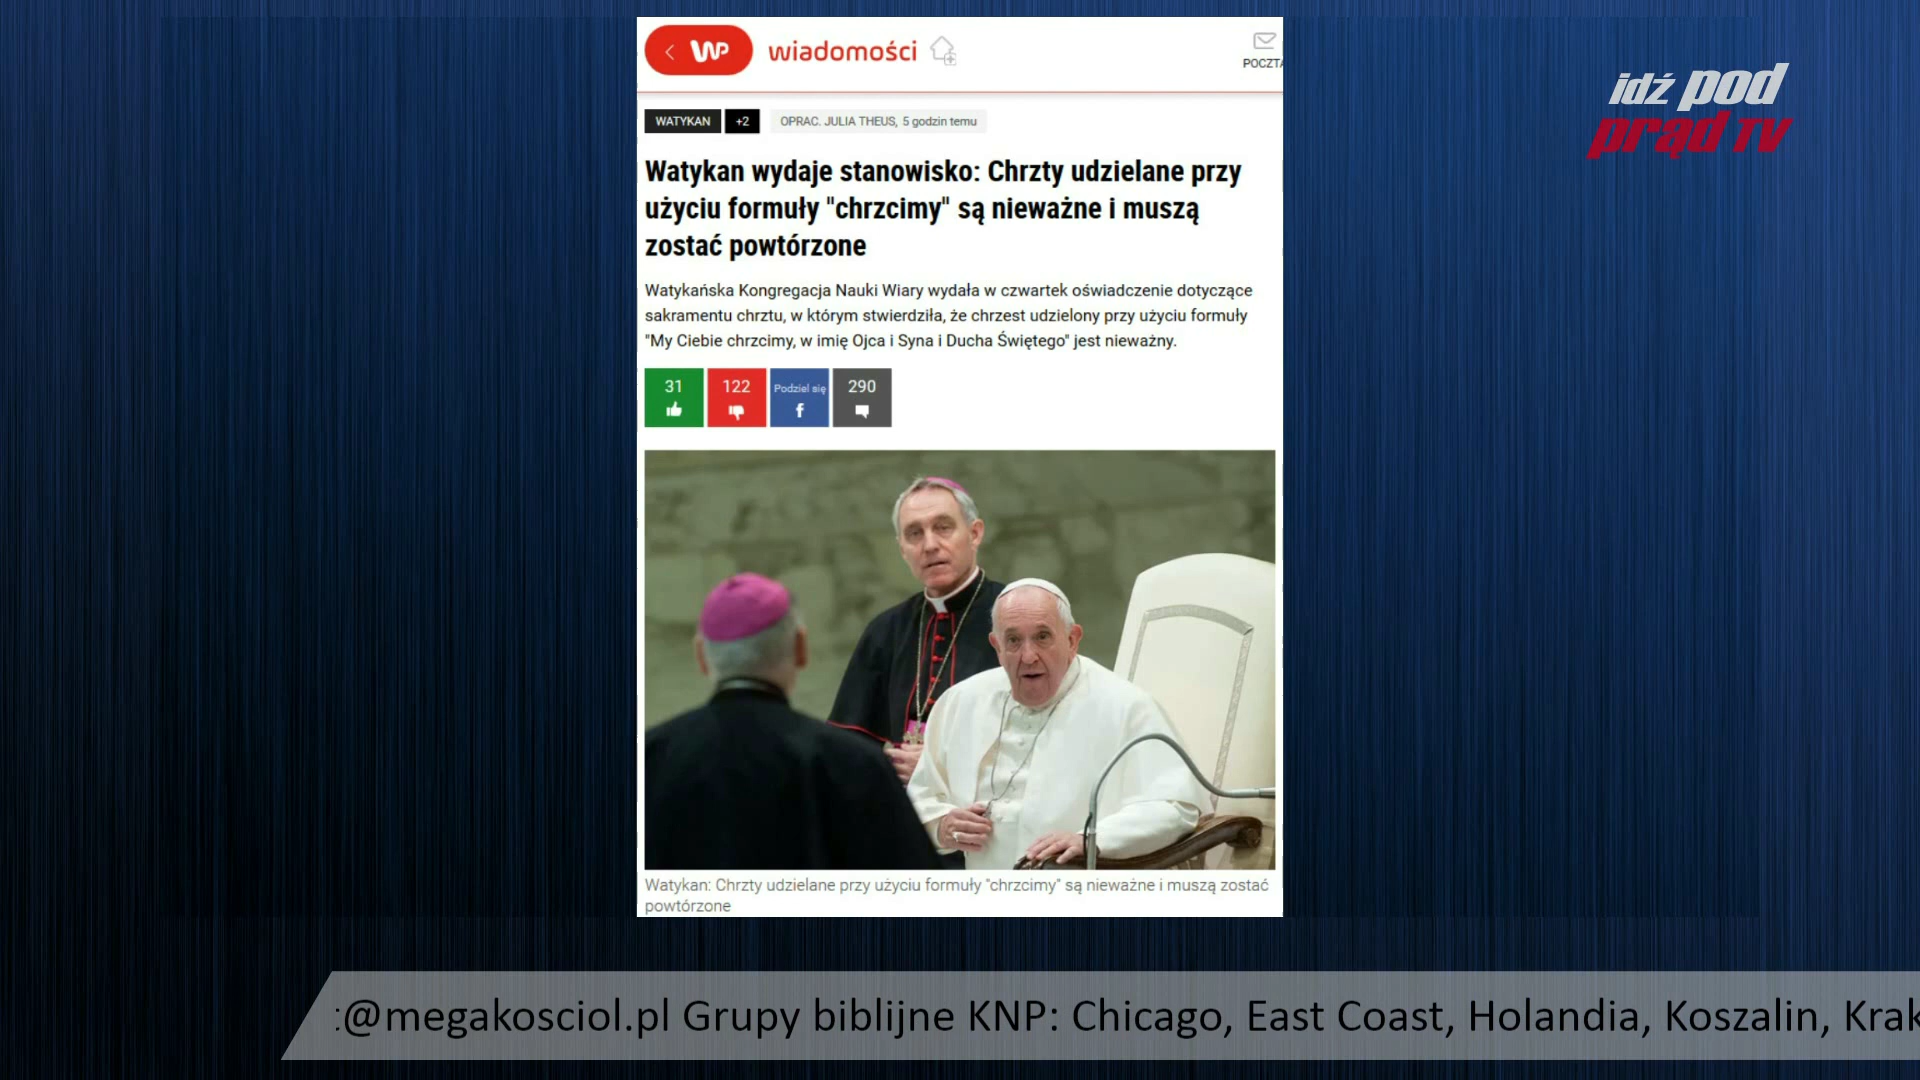 WP wiadomości
POCZTA
idź pod
prąd TV
WATYKAN +2 OPRAC. JULIA THEUS, 5 godzin temu
Watykan wydaje stanowisko: Chrzty udzielane przy
użyciu formuły "chrzcimy" są nieważne i muszą
zostać powtórzone
Watykańska Kongregacja Nauki Wiary wydała w czwartek oświadczenie dotyczące
sakramentu chrztu, w którym stwierdziła, że chrzest udzielony przy użyciu formuły
"My Ciebie chrzcimy, w imię Ojca i Syna i Ducha Świętego" jest nieważny.
31 122 Podziel się 290
Watykan: Chrzty udzielane przy użyciu formuły "chrzcimy" są nieważne i muszą zostać
powtórzone
@megakosciol.pl Grupy biblijne KNP: Chicago, East Coast, Holandia, Koszalin, Krak